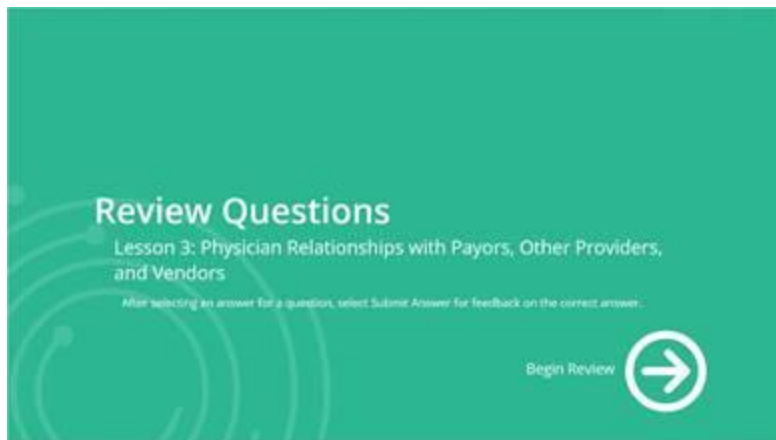 Review Questions
Lesson 3: Physician Relationships with Payors, Other Providers,
and Vendors
After selecting an answer for a question, select Submit Answer for feedback on the correct answer.
Begin Review